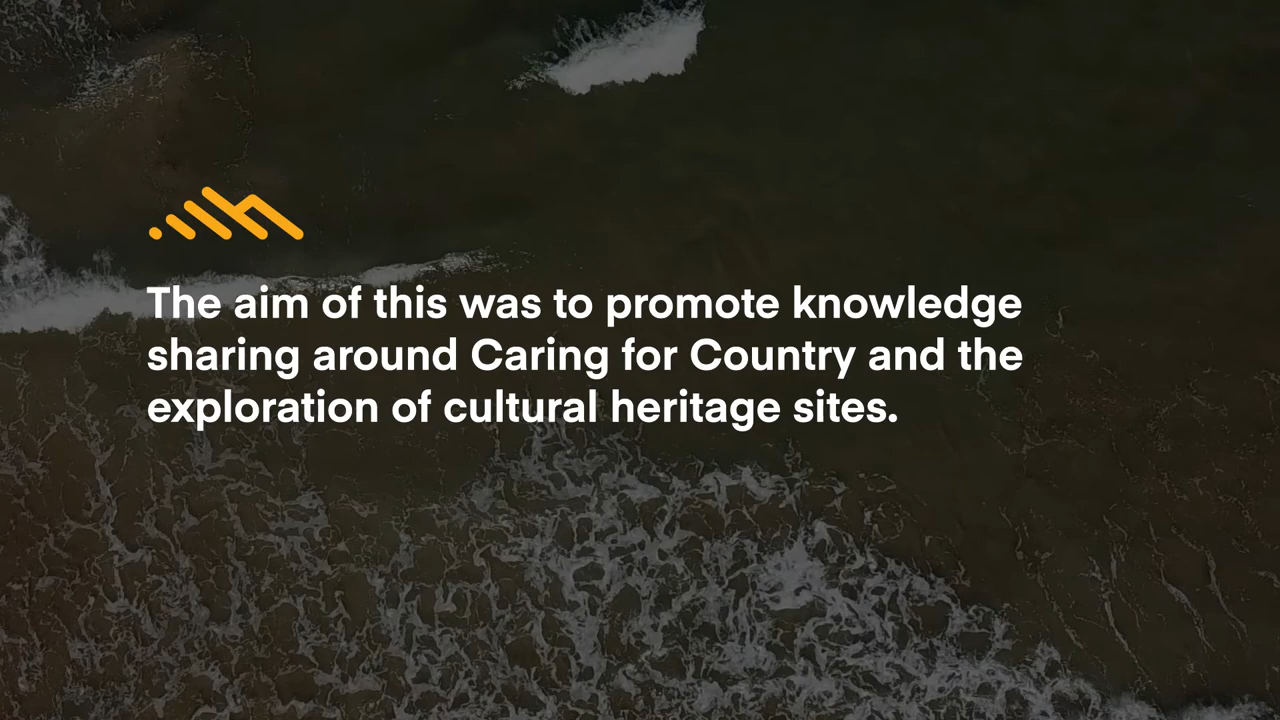 The aim of this was to promote knowledge
sharing around Caring for Country and the
exploration of cultural heritage sites.